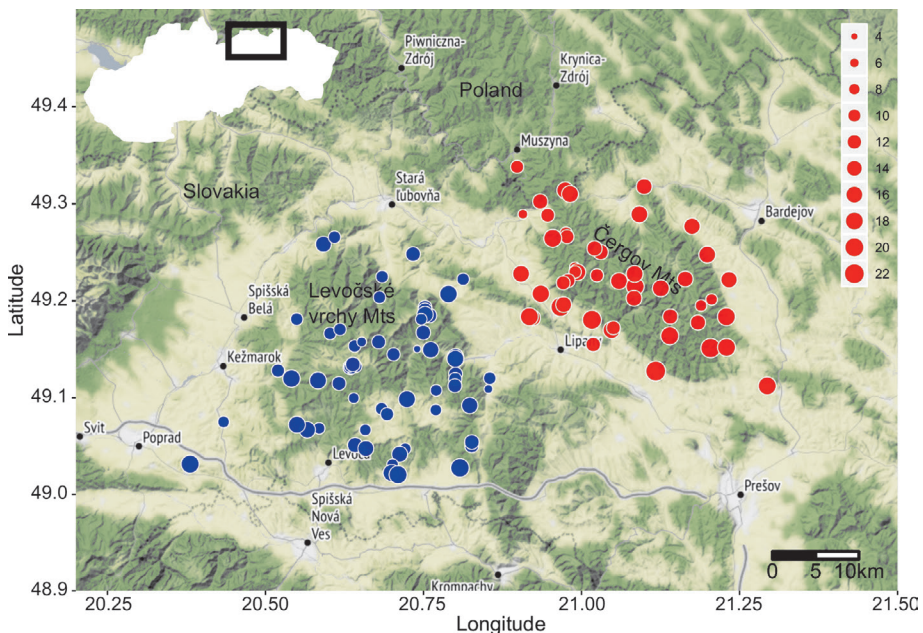 Piwniczna-
Zdrój
Krynica-
Zdrój
Poland
Muszyna
Slovakia
Stará
Ľubovňa
Bardejov
Čergov Mts
Levočské
vrchy Mts
Spišská
Belá
Kežmarok
Lipany
Svit
Poprad
Levoča
Spišská
Nová
Ves
Prešov
Krompachy
4
6
8
10
12
14
16
18
20
22
0 5 10km
49.4
49.3
49.2
49.1
49.0
48.9
Latitude
20.25 20.50 20.75 21.00 21.25 21.50
Longitude